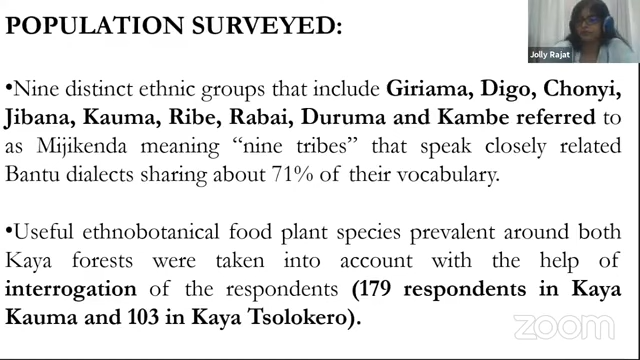 POPULATION SURVEYED:
Jolly Rajat
•Nine distinct ethnic groups that include Giriama, Digo, Chonyi,
Jibana, Kauma, Ribe, Rabai, Duruma and Kambe referred to
as Mijikenda meaning “nine tribes” that speak closely related
Bantu dialects sharing about 71% of their vocabulary.
•Useful ethnobotanical food plant species prevalent around both
Kaya forests were taken into account with the help of
interrogation of the respondents (179 respondents in Kaya
Kauma and 103 in Kaya Tsolokero).
zoom